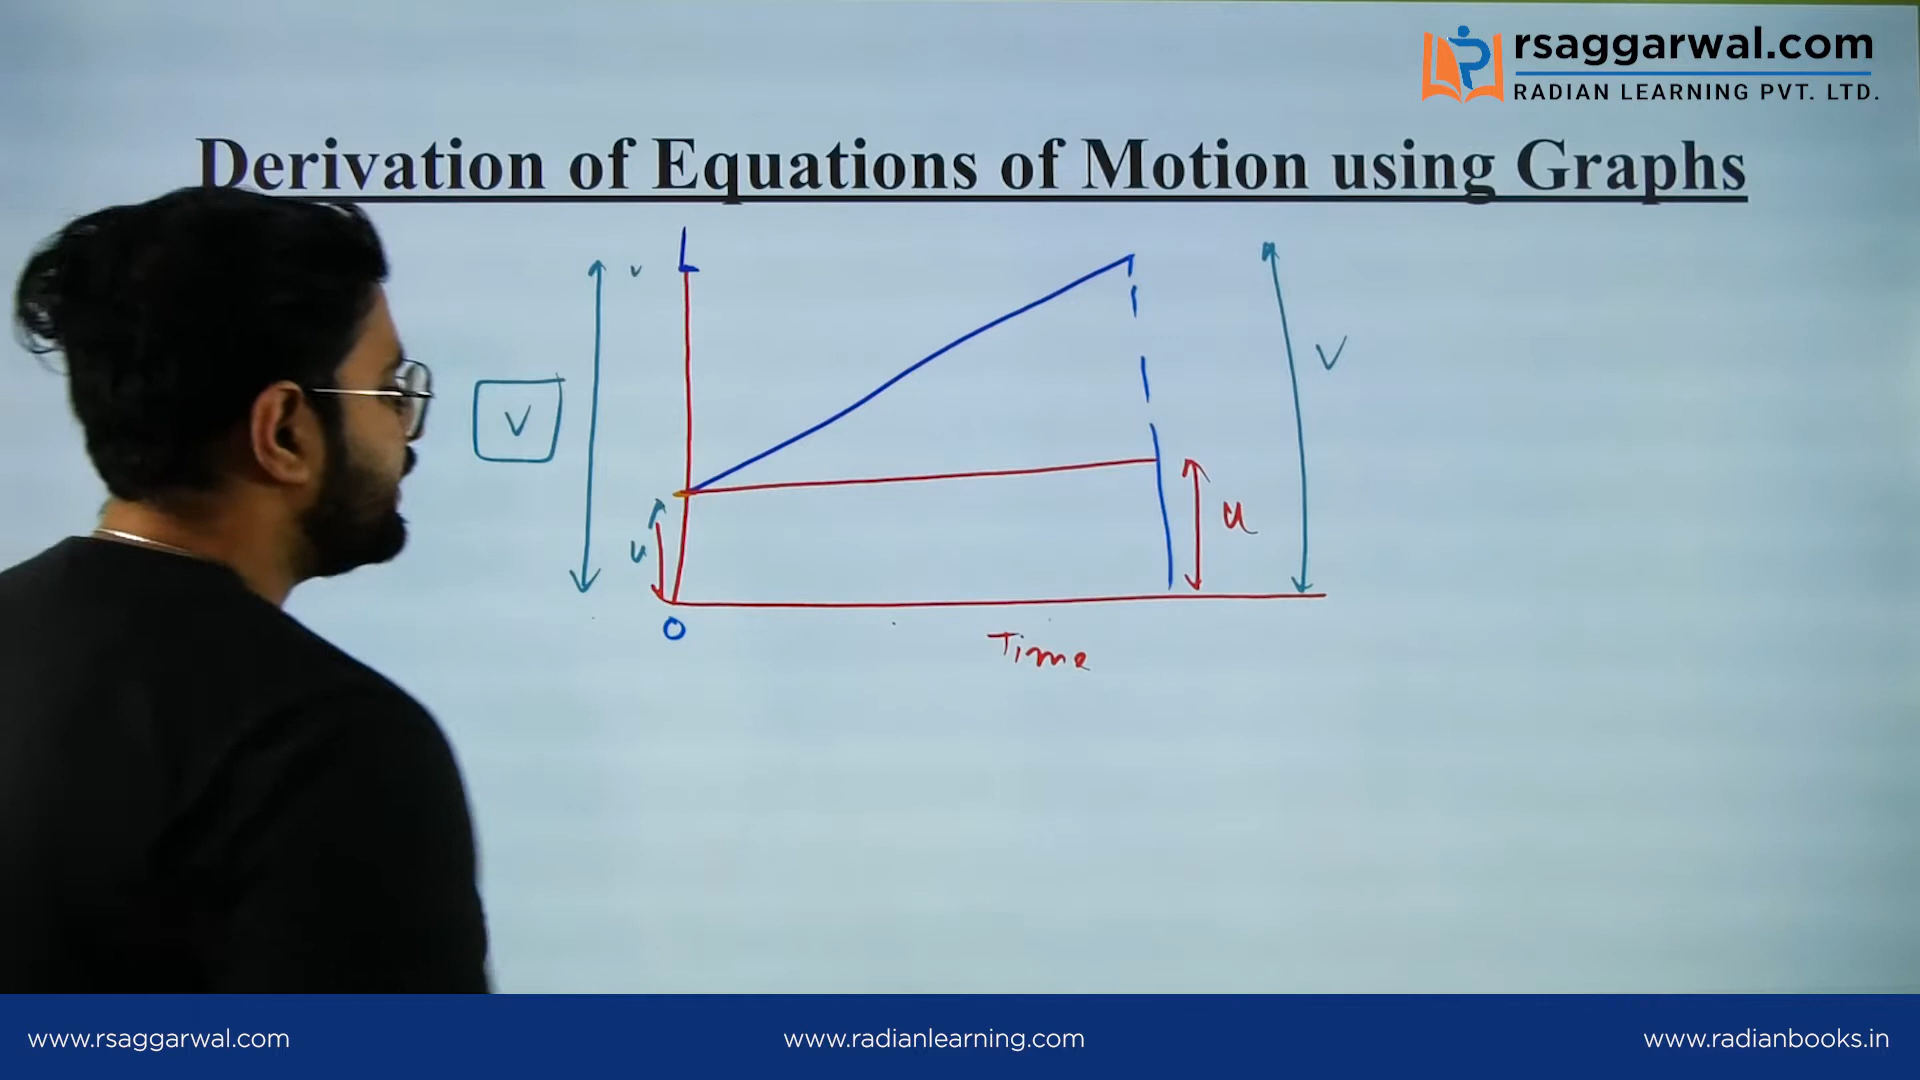 rsaggarwal.com
RADIAN LEARNING PVT. LTD.
Derivation of Equations of Motion using Graphs
v
V
V
u
u
O
Time
www.rsaggarwal.com
www.radianlearning.com
www.radianbooks.in